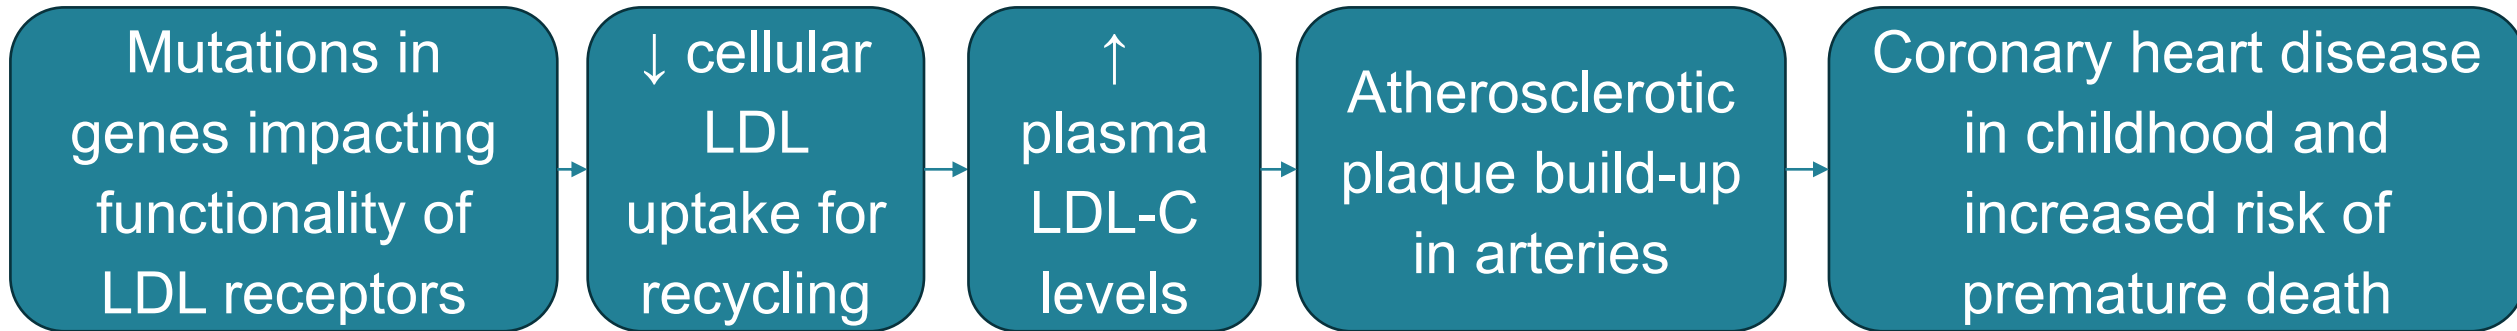 Mutations in
genes impacting
functionality of
LDL receptors
↓ cellular
LDL
uptake for
recycling
↑
plasma
LDL-C
levels
Atherosclerotic
plaque build-up
in arteries
Coronary heart disease
in childhood and
increased risk of
premature death